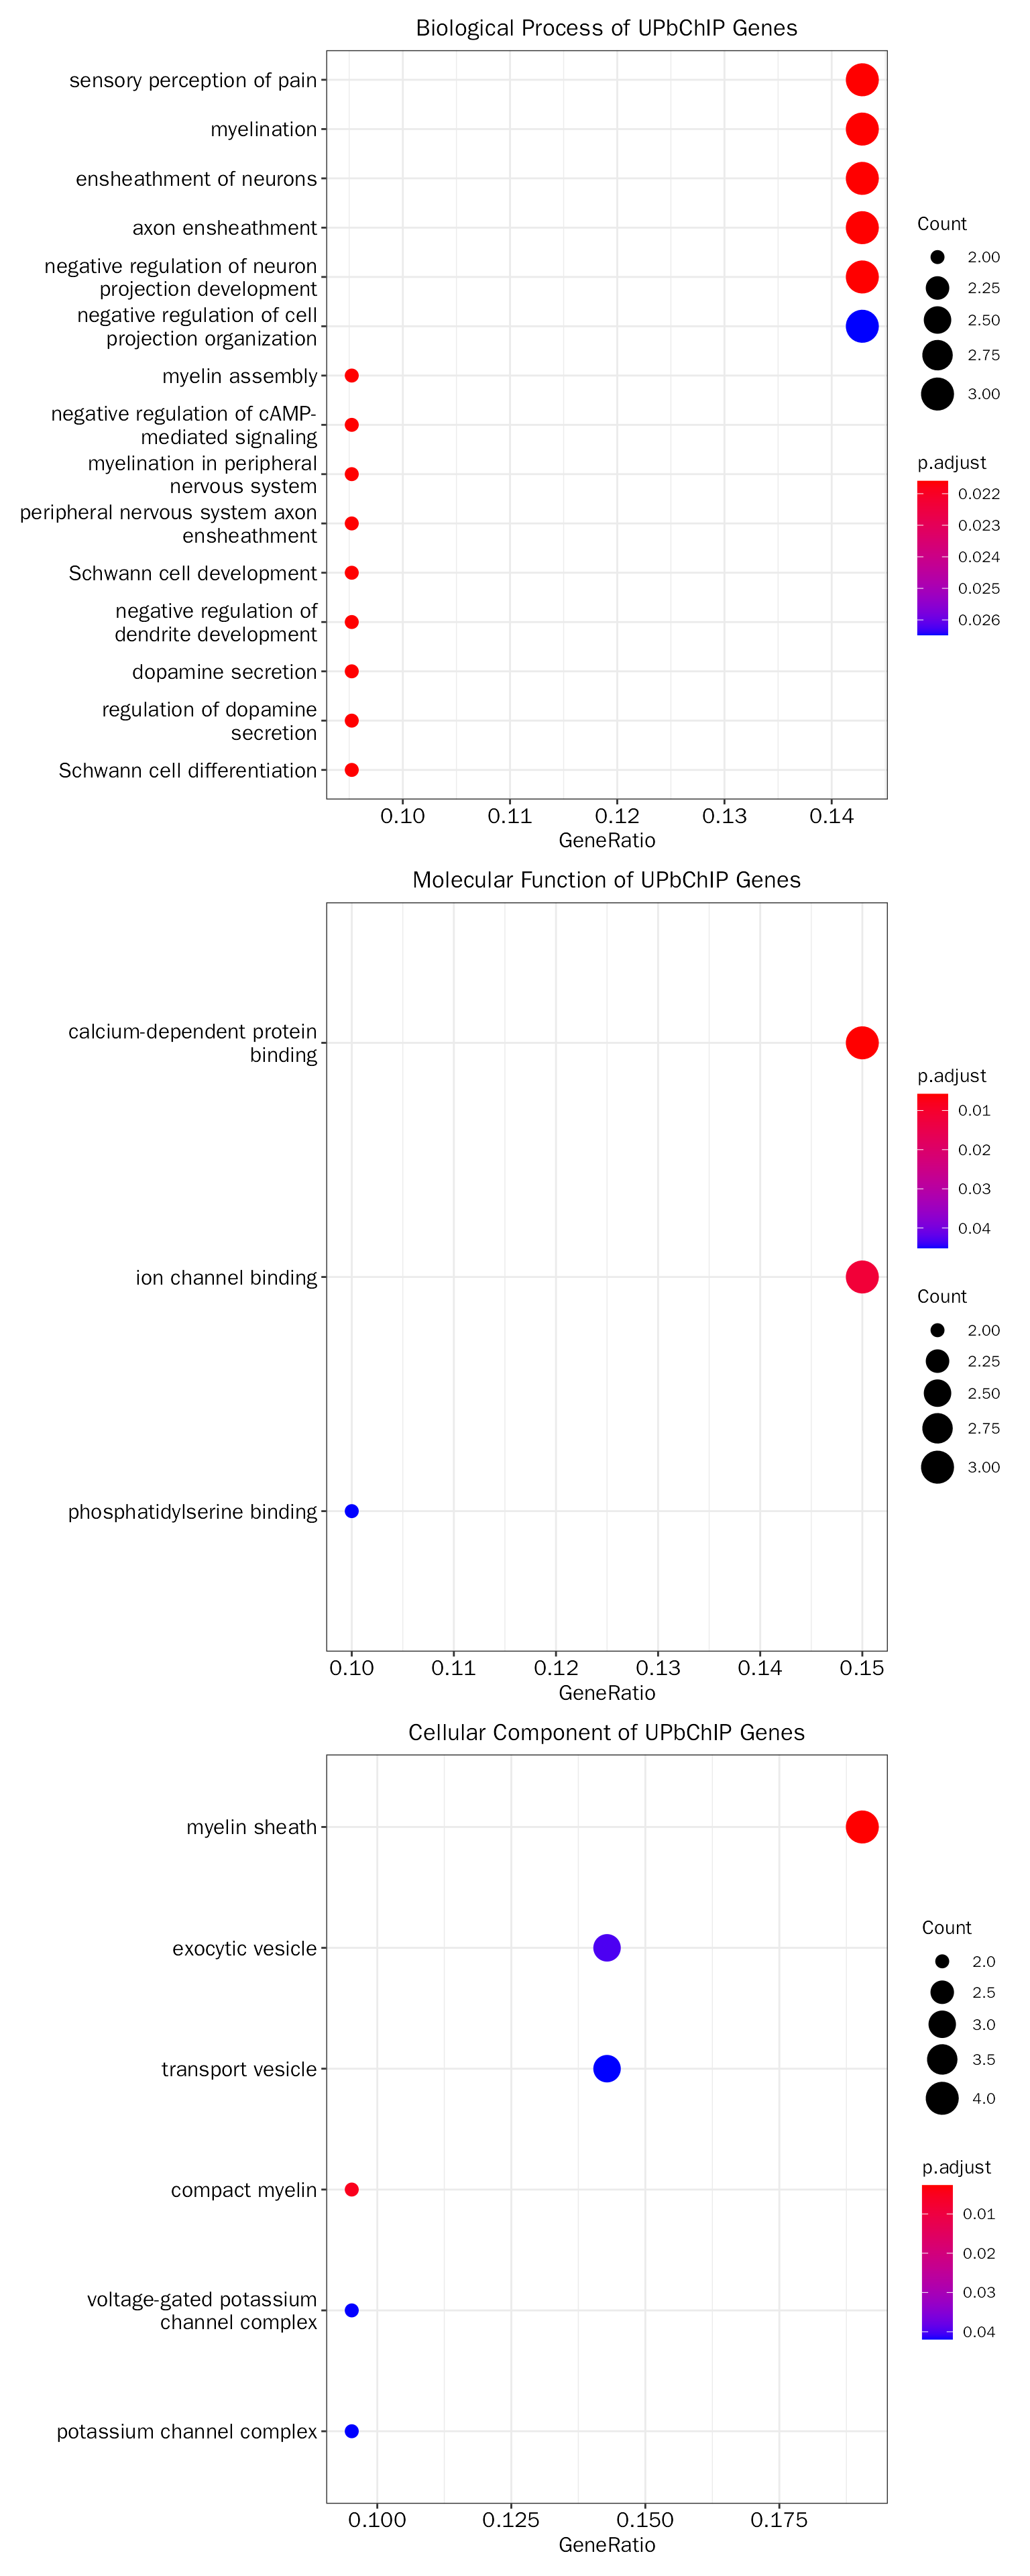 Biological Process of UPbChIP Genes
sensory perception of pain
myelination
ensheathment of neurons
axon ensheathment
negative regulation of neuron
projection development
negative regulation of cell
projection organization
myelin assembly
negative regulation of cAMP-
mediated signaling
myelination in peripheral
nervous system
peripheral nervous system axon
ensheathment
Schwann cell development
negative regulation of
dendrite development
dopamine secretion
regulation of dopamine
secretion
Schwann cell differentiation
0.10 0.11 0.12 0.13 0.14
GeneRatio
Count
2.00
2.25
2.50
2.75
3.00
p.adjust
0.022
0.023
0.024
0.025
0.026
Molecular Function of UPbChIP Genes
calcium-dependent protein
binding
ion channel binding
phosphatidylserine binding
0.10 0.11 0.12 0.13 0.14 0.15
GeneRatio
p.adjust
0.01
0.02
0.03
0.04
Count
2.00
2.25
2.50
2.75
3.00
Cellular Component of UPbChIP Genes
myelin sheath
exocytic vesicle
transport vesicle
compact myelin
voltage-gated potassium
channel complex
potassium channel complex
0.100 0.125 0.150 0.175
GeneRatio
Count
2.0
2.5
3.0
3.5
4.0
p.adjust
0.01
0.02
0.03
0.04